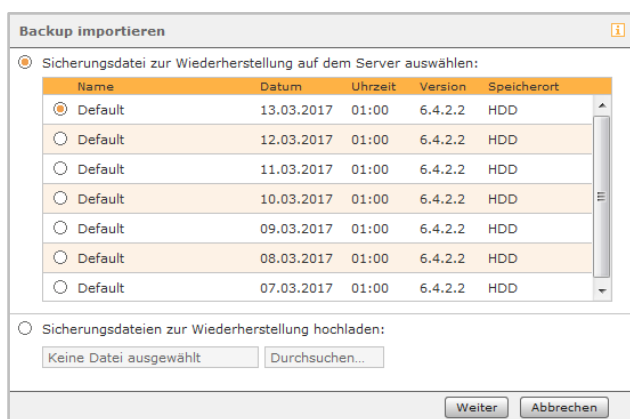 Backup importieren
Sicherungsdatei zur Wiederherstellung auf dem Server auswählen:
Name Datum Uhrzeit Version Speicherort
Default 13.03.2017 01:00 6.4.2.2 HDD
Default 12.03.2017 01:00 6.4.2.2 HDD
Default 11.03.2017 01:00 6.4.2.2 HDD
Default 10.03.2017 01:00 6.4.2.2 HDD
Default 09.03.2017 01:00 6.4.2.2 HDD
Default 08.03.2017 01:00 6.4.2.2 HDD
Default 07.03.2017 01:00 6.4.2.2 HDD
Sicherungsdateien zur Wiederherstellung hochladen:
Keine Datei ausgewählt Durchsuchen...
Weiter Abbrechen